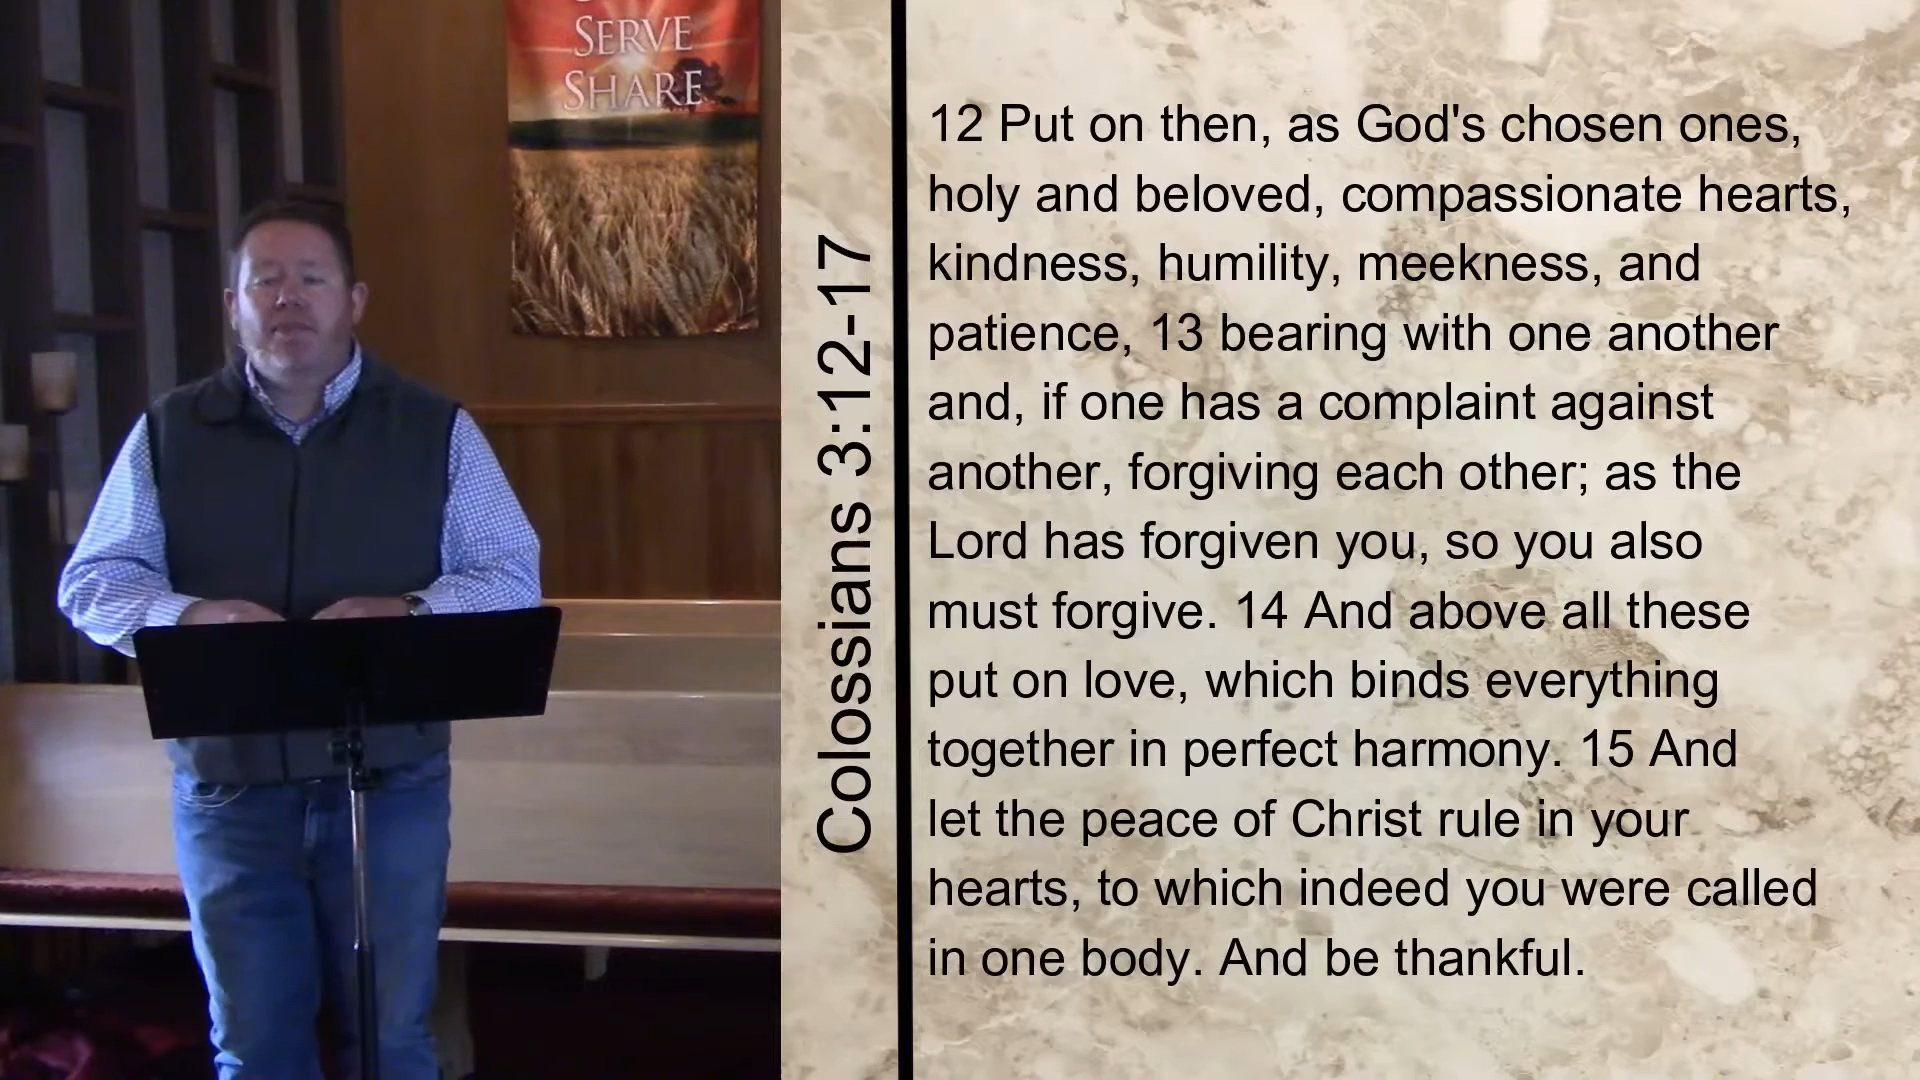 SERVE
SHARE
Colossians 3:12-17
12 Put on then, as God's chosen ones,
holy and beloved, compassionate hearts,
kindness, humility, meekness, and
patience, 13 bearing with one another
and, if one has a complaint against
another, forgiving each other; as the
Lord has forgiven you, so you also
must forgive. 14 And above all these
put on love, which binds everything
together in perfect harmony. 15 And
let the peace of Christ rule in your
hearts, to which indeed you were called
in one body. And be thankful.